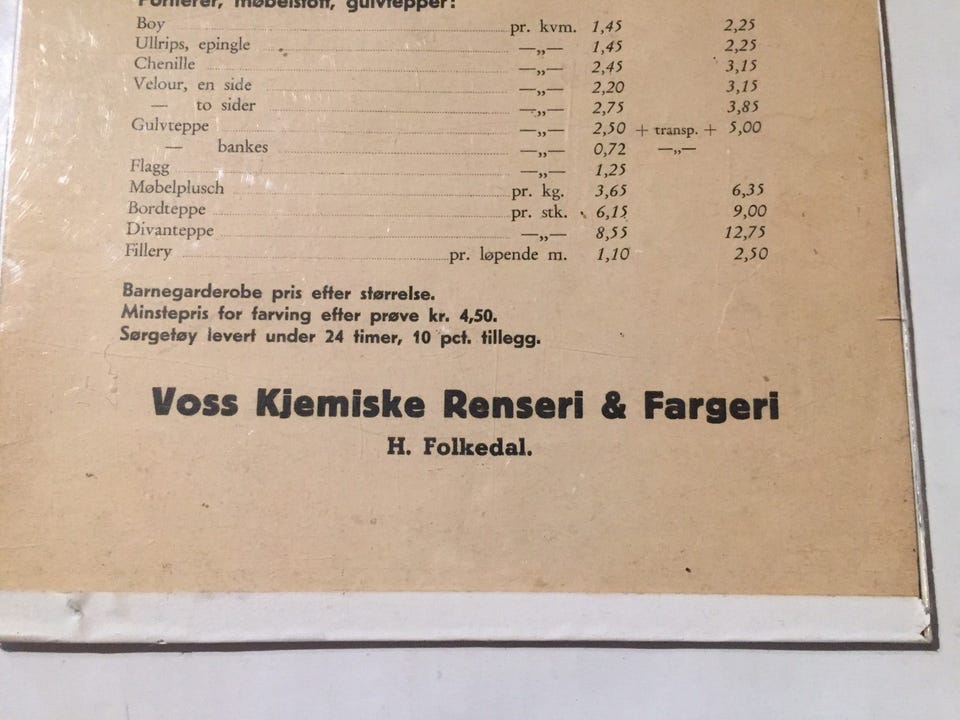 Portierer, møbelstoff, gulvtepper:
Boy pr. kvm. 1,45 2,25
Ullrips, epingle —„— 1,45 2,25
Chenille —„— 2,45 3,15
Velour, en side —„— 2,20 3,15
— to sider —„— 2,75 3,85
Gulvteppe —„— 2,50 + transp. + 5,00
— bankes —„— 0,72 —„—
Flagg —„— 1,25
Møbelplusch pr. kg. 3,65 6,35
Bordteppe pr. stk. 6,15 9,00
Divanteppe —„— 8,55 12,75
Fillery pr. løpende m. 1,10 2,50
Barnegarderobe pris efter størrelse.
Minstepris for farving efter prøve kr. 4,50.
Sørgetøy levert under 24 timer, 10 pct. tillegg.
Voss Kjemiske Renseri & Fargeri
H. Folkedal.